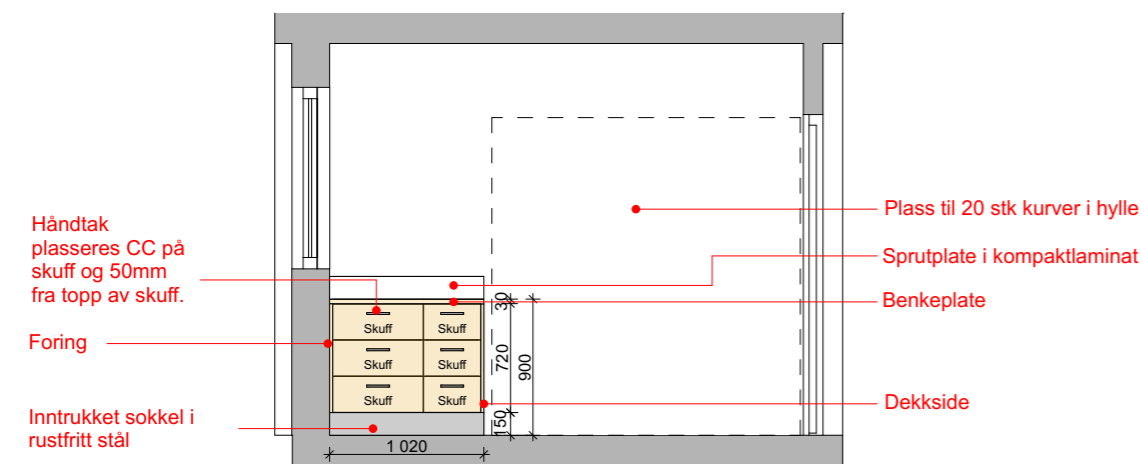 Håndtak
plasseres CC på
skuff og 50mm
fra topp av skuff.
Foring
Inntrukket sokkel i
rustfritt stål
Skuff
Skuff
Skuff
Skuff
Skuff
Skuff
30
720
900
150
1 020
Plass til 20 stk kurver i hylle
Sprutplate i kompaktlaminat
Benkeplate
Dekkside